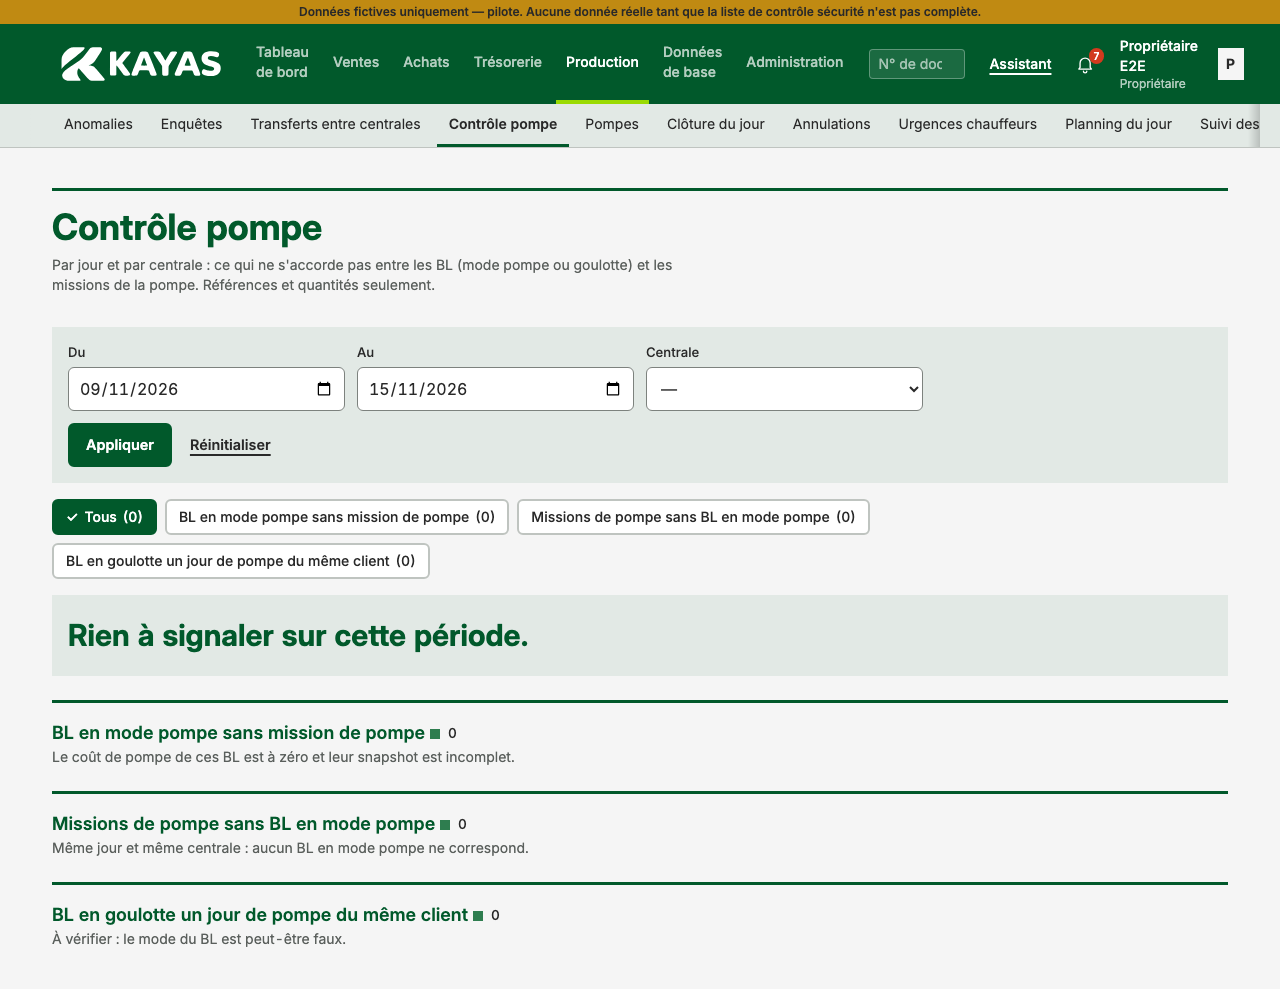 Données fictives uniquement — pilote. Aucune donnée réelle tant que la liste de contrôle sécurité n'est pas complète.
KAYAS
Tableau de bord
Ventes
Achats
Trésorerie
Production
Données de base
Administration
N° de doc
Assistant
7
Propriétaire E2E
Propriétaire
P
Anomalies
Enquêtes
Transferts entre centrales
Contrôle pompe
Pompes
Clôture du jour
Annulations
Urgences chauffeurs
Planning du jour
Suivi des
Contrôle pompe
Par jour et par centrale : ce qui ne s'accorde pas entre les BL (mode pompe ou goulotte) et les
missions de la pompe. Références et quantités seulement.
Du
Au
Centrale
09/11/2026
15/11/2026
—
Appliquer
Réinitialiser
✓ Tous (0)
BL en mode pompe sans mission de pompe (0)
Missions de pompe sans BL en mode pompe (0)
BL en goulotte un jour de pompe du même client (0)
Rien à signaler sur cette période.
BL en mode pompe sans mission de pompe 0
Le coût de pompe de ces BL est à zéro et leur snapshot est incomplet.
Missions de pompe sans BL en mode pompe 0
Même jour et même centrale : aucun BL en mode pompe ne correspond.
BL en goulotte un jour de pompe du même client 0
À vérifier : le mode du BL est peut-être faux.